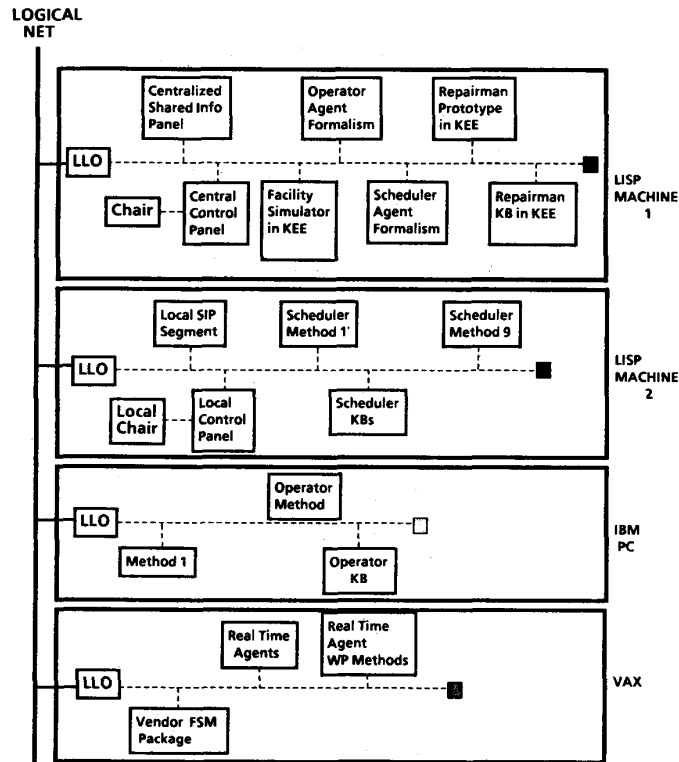 LOGICAL
NET
Centralized
Shared Info
Panel
Operator
Agent
Formalism
Repairman
Prototype
in KEE
LLO
Chair
Central
Control
Panel
Facility
Simulator
in KEE
Scheduler
Agent
Formalism
Repairman
KB in KEE
LISP
MACHINE
1
Local SIP
Segment
Scheduler
Method 1
Scheduler
Method 9
LLO
Local
Chair
Local
Control
Panel
Scheduler
KBs
LISP
MACHINE
2
Operator
Method
LLO
Method 1
Operator
KB
IBM
PC
Real Time
Agents
Real Time
Agent
WP Methods
LLO
Vendor FSM
Package
VAX